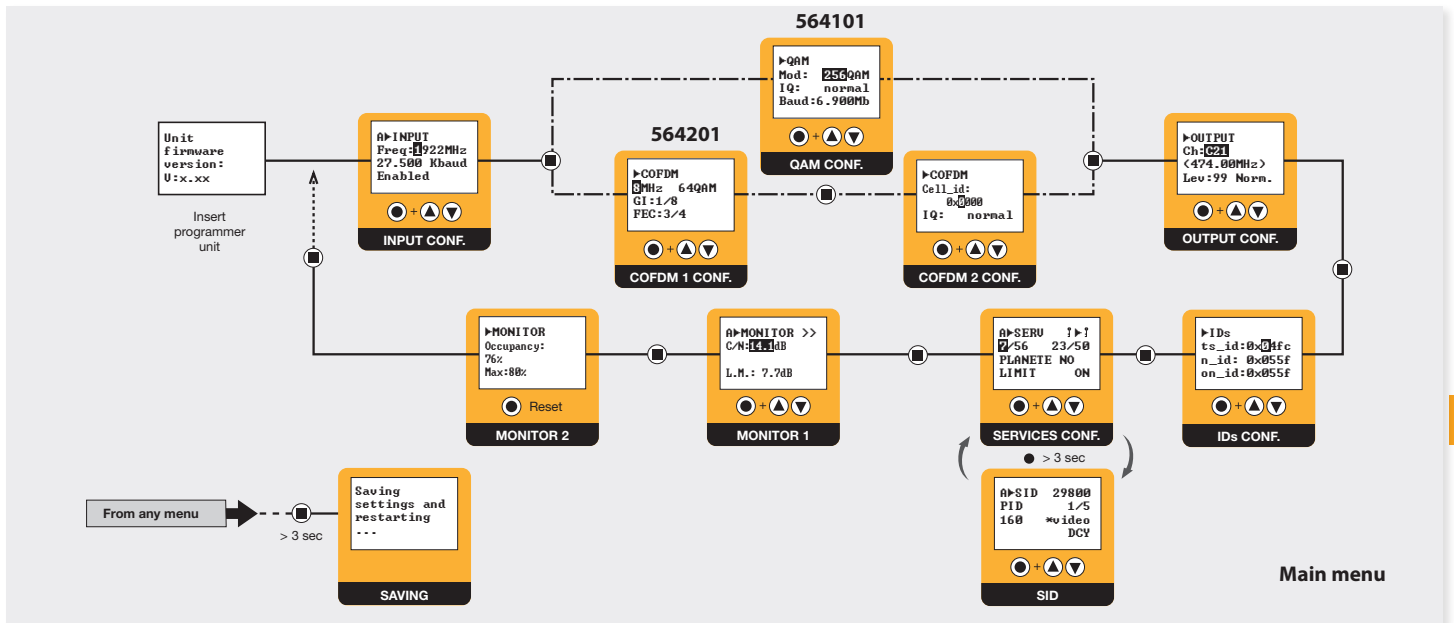 564101
▶QAM
Mod: 256QAM
IQ: normal
Baud:6.900Mb
+
QAM CONF.
Unit
firmware
version:
V:x.xx
Insert
programmer
unit
A▶INPUT
Freq:1922MHz
27.500 Kbaud
Enabled
+
INPUT CONF.
564201
▶COFDM
8MHz 64QAM
GI:1/8
FEC:3/4
+
COFDM 1 CONF.
▶COFDM
Cell_id:
0x0000
IQ: normal
+
COFDM 2 CONF.
▶OUTPUT
Ch:C21
(474.00MHz)
Lev:99 Norm.
+
OUTPUT CONF.
▶MONITOR
Occupancy:
76%
Max:80%
Reset
MONITOR 2
A▶MONITOR >>
C/N:14.1dB
L.M.: 7.7dB
+
MONITOR 1
A▶SERV ?▶?
?/56 23/50
PLANETE NO
LIMIT ON
+
SERVICES CONF.
> 3 sec
▶IDs
ts_id:0x04fc
n_id: 0x055f
on_id:0x055f
+
IDs CONF.
A▶SID 29800
PID 1/5
160 *video
DCY
+
SID
From any menu
> 3 sec
Saving
settings and
restarting
...
SAVING
Main menu